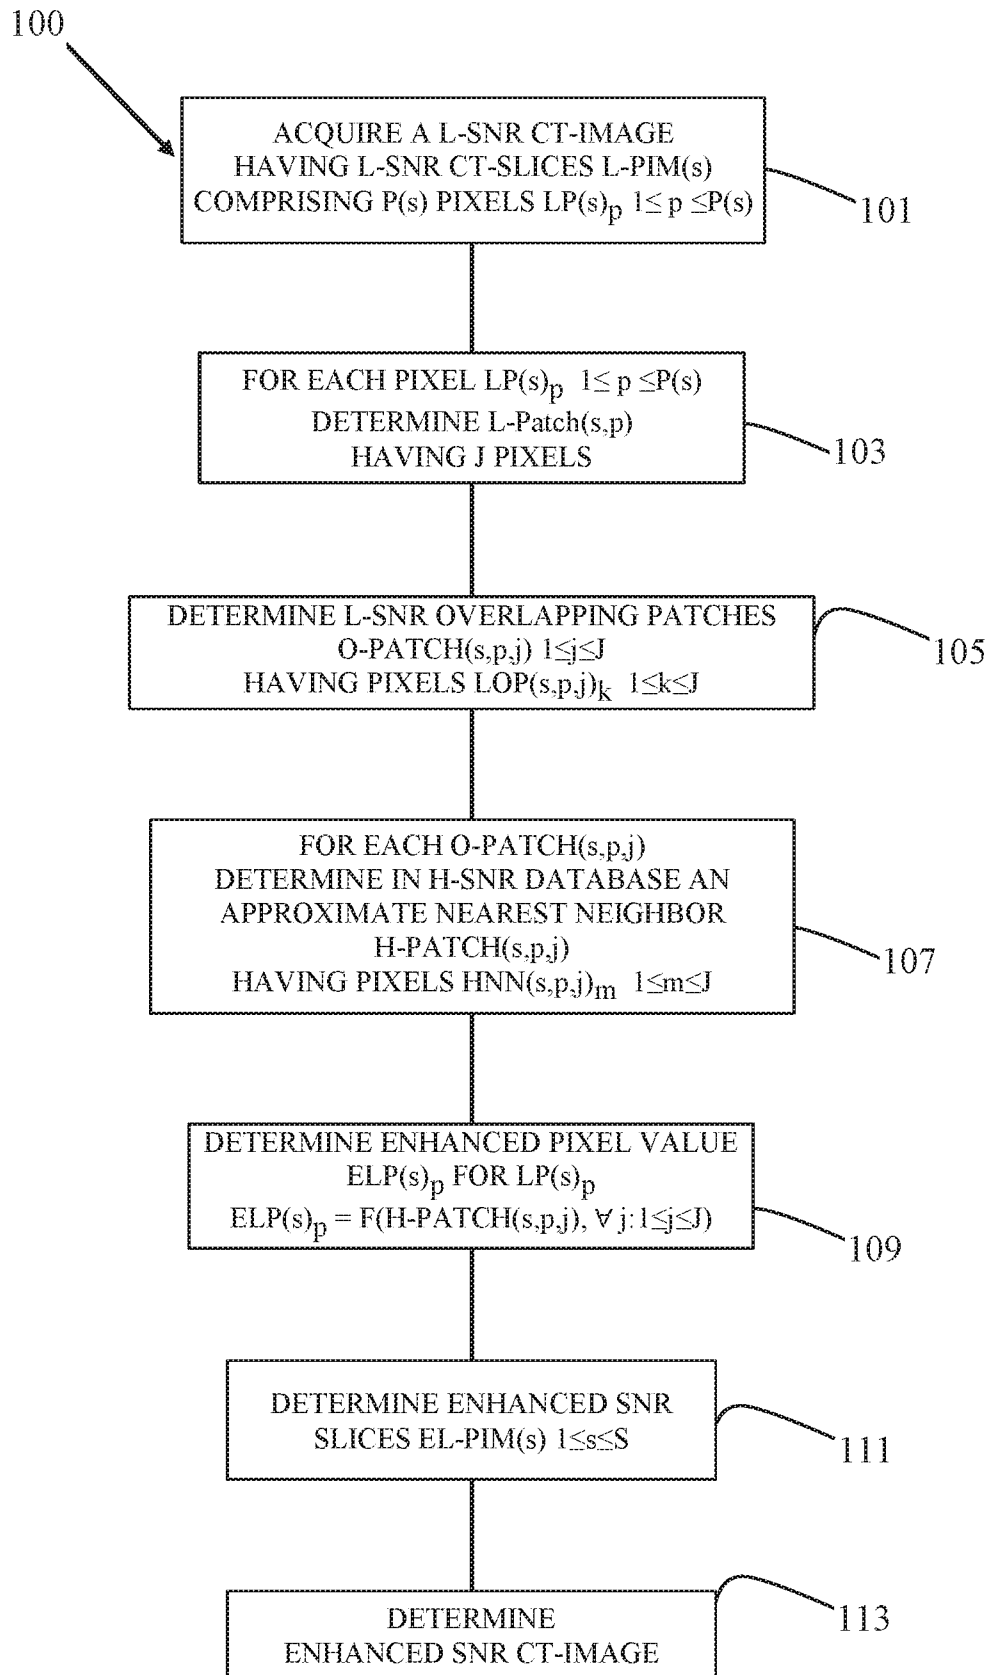 100
ACQUIRE A L-SNR CT-IMAGE
HAVING L-SNR CT-SLICES L-PIM(s)
COMPRISING P(s) PIXELS LP(s)p 1≤ p ≤P(s)
101
FOR EACH PIXEL LP(s)p 1≤ p ≤P(s)
DETERMINE L-Patch(s,p)
HAVING J PIXELS
103
DETERMINE L-SNR OVERLAPPING PATCHES
O-PATCH(s,p,j) 1≤j≤J
HAVING PIXELS LOP(s,p,j)k 1≤k≤J
105
FOR EACH O-PATCH(s,p,j)
DETERMINE IN H-SNR DATABASE AN
APPROXIMATE NEAREST NEIGHBOR
H-PATCH(s,p,j)
HAVING PIXELS HNN(s,p,j)m 1≤m≤J
107
DETERMINE ENHANCED PIXEL VALUE
ELP(s)p FOR LP(s)p
ELP(s)p = F(H-PATCH(s,p,j), ∀ j:1≤j≤J)
109
DETERMINE ENHANCED SNR
SLICES EL-PIM(s) 1≤s≤S
111
DETERMINE
ENHANCED SNR CT-IMAGE
113